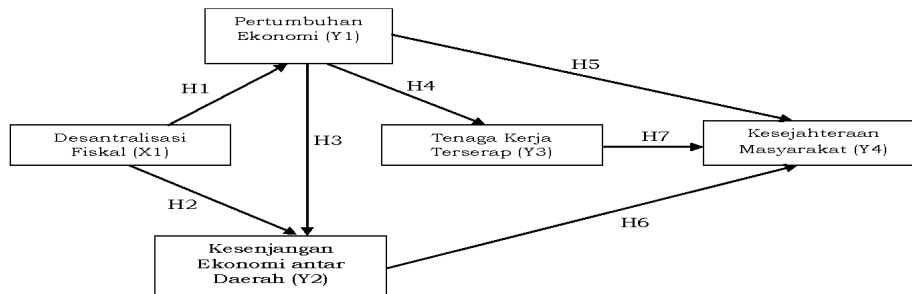 Pertumbuhan
Ekonomi (Y1)
H5
H1
H4
Desantralisasi
Fiskal (X1)
H3
Tenaga Kerja
Terserap (Y3)
H7
Kesejahteraan
Masyarakat (Y4)
H2
H6
Kesenjangan
Ekonomi antar
Daerah (Y2)